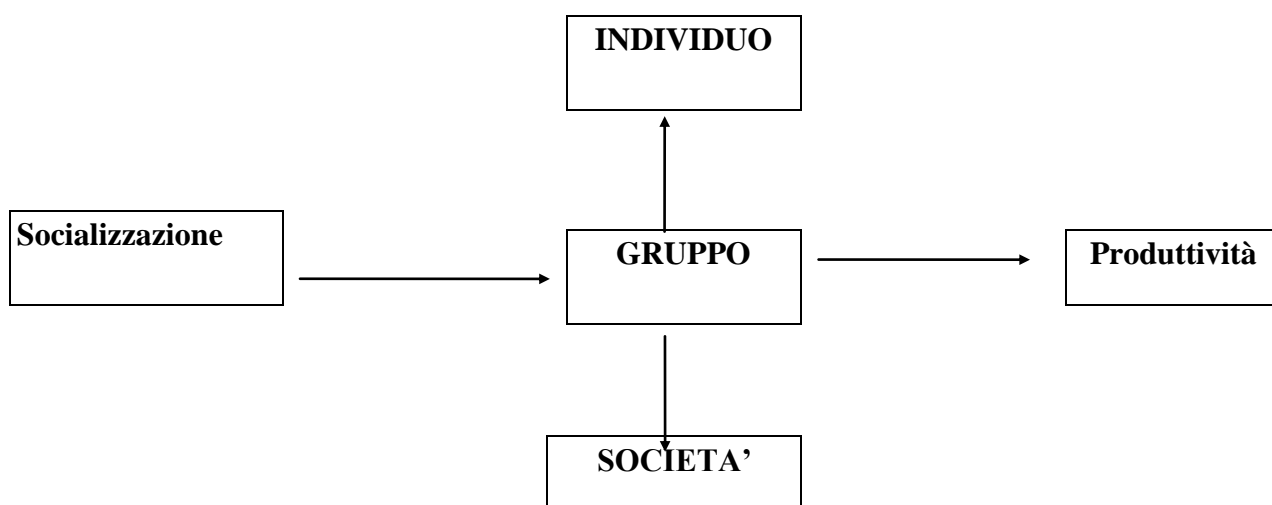 INDIVIDUO
Socializzazione
GRUPPO
Produttività
SOCIETA’